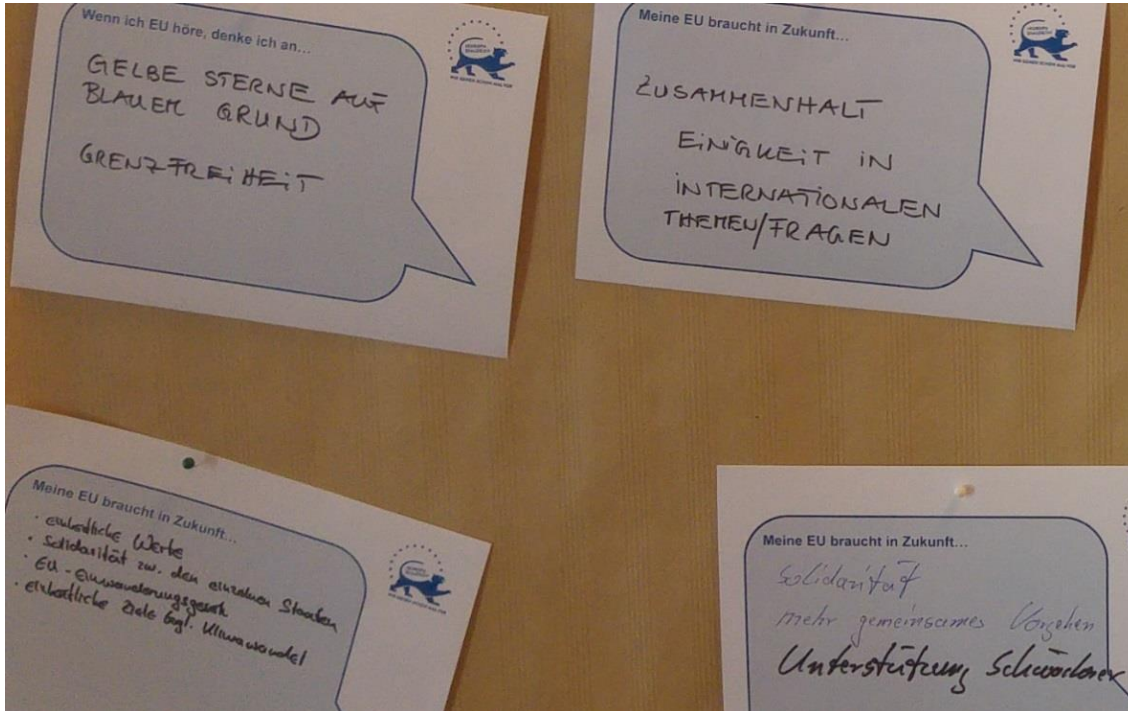 Wenn ich EU höre, denke ich an...
GELBE STERNE AUF
BLAUEM GRUND
GRENZFREIHEIT
Meine EU braucht in Zukunft...
ZUSAMMENHALT
EINIGKEIT IN
INTERNATIONALEN
THEMEN/FRAGEN
Meine EU braucht in Zukunft...
· einheitliche Werte
· Solidarität zw. den einzelnen Staaten
· EU-Einwanderungsgesetz
· einheitliche Ziele bzgl. Klimawandel
Meine EU braucht in Zukunft...
Solidarität
mehr gemeinsames Vorgehen
Unterstützung Schwächerer